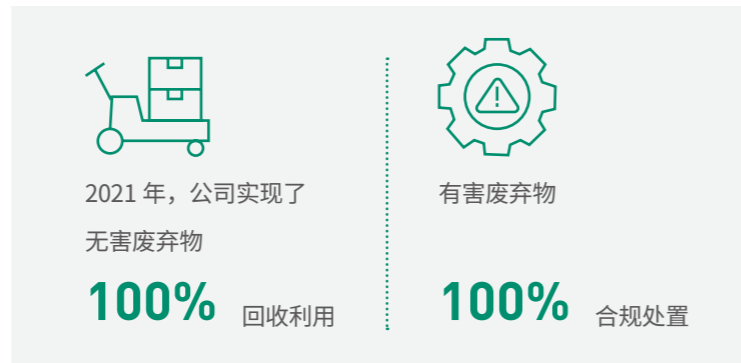 2021 年，公司实现了
无害废弃物
100% 回收利用
有害废弃物
100% 合规处置